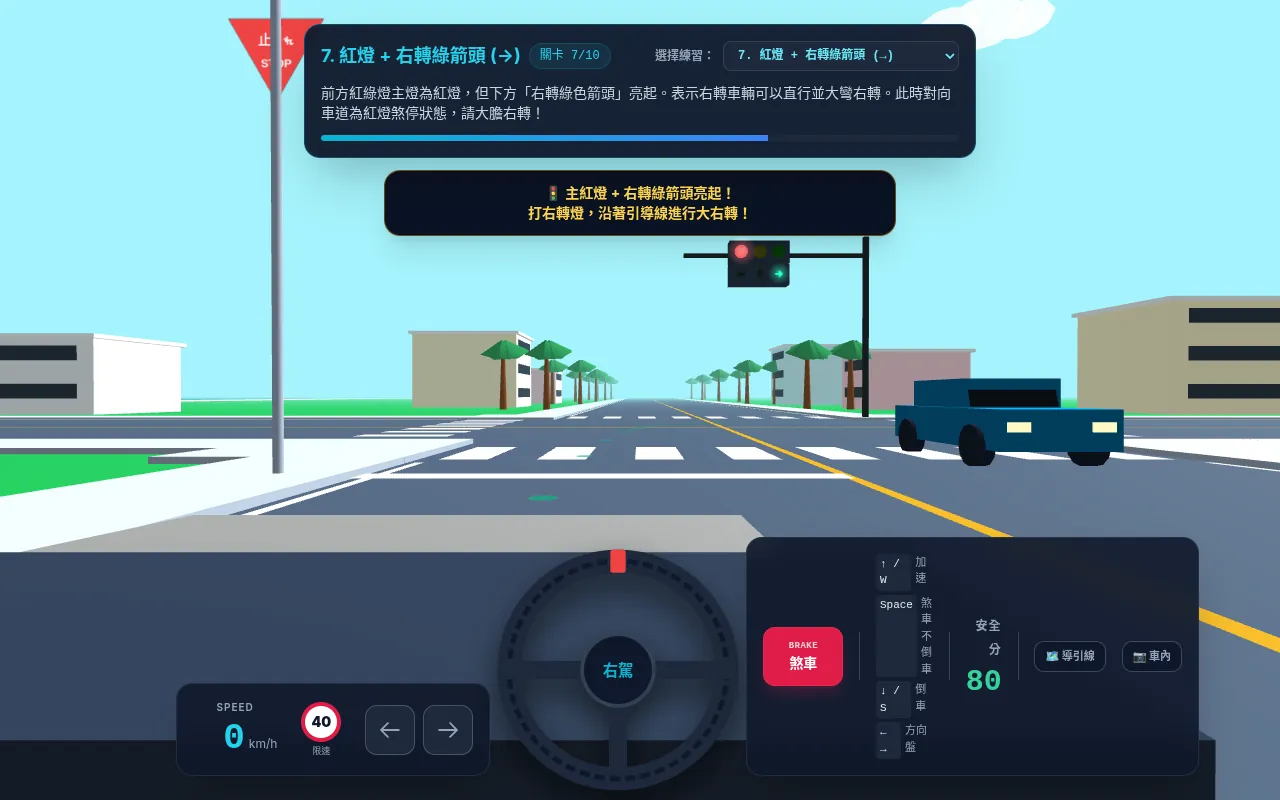 止
STOP
7. 紅燈 + 右轉綠箭頭 (→)
關卡 7/10
選擇練習：
7. 紅燈 + 右轉綠箭頭 (→)
前方紅綠燈主燈為紅燈，但下方「右轉綠色箭頭」亮起。表示右轉車輛可以直行並大彎右轉。此時對向
車道為紅燈煞停狀態，請大膽右轉！
🚦 主紅燈 + 右轉綠箭頭亮起！
打右轉燈，沿著引導線進行大右轉！
右駕
SPEED
0 km/h
40
限速
← →
BRAKE
煞車
↑ / W 加速
Space 煞車不倒車
↓ / S 倒車
← → 方向盤
安全分
80
🗺️ 導引線
📷 車內